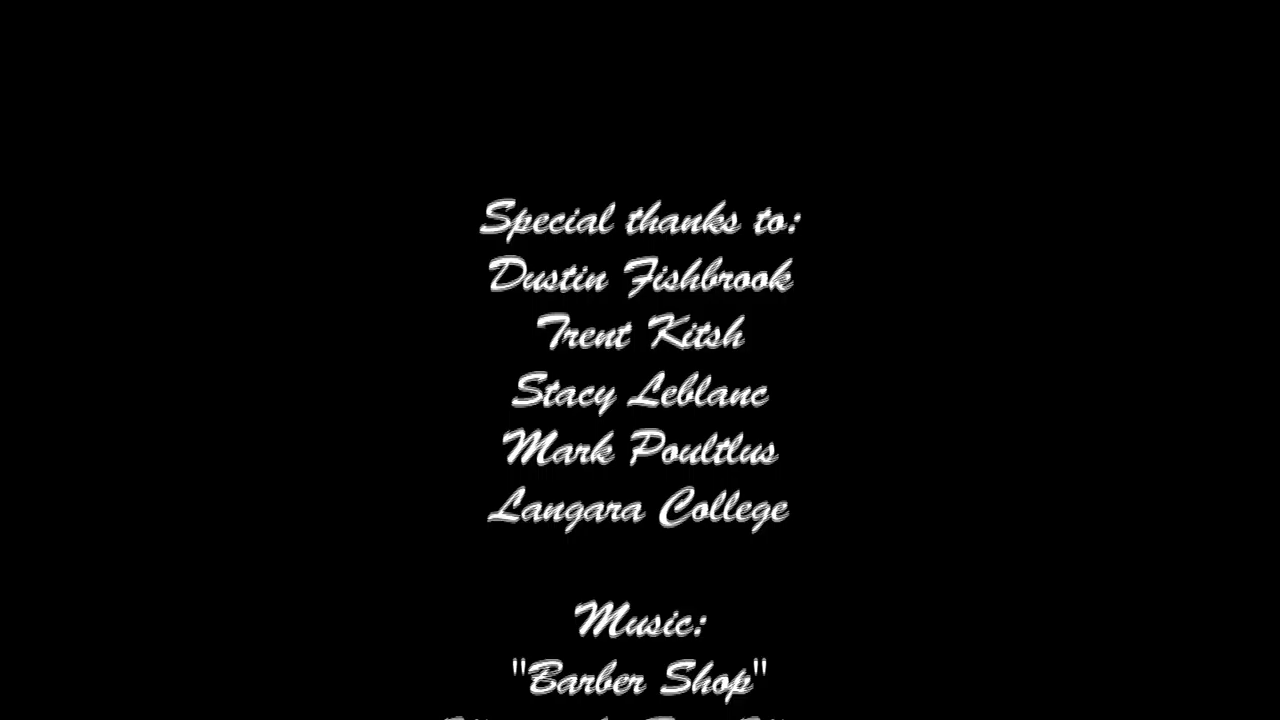 Special thanks to:
Dustin Fishbrook
Trent Kitsh
Stacy Leblanc
Mark Poultlus
Langara College
Music:
"Barber Shop"